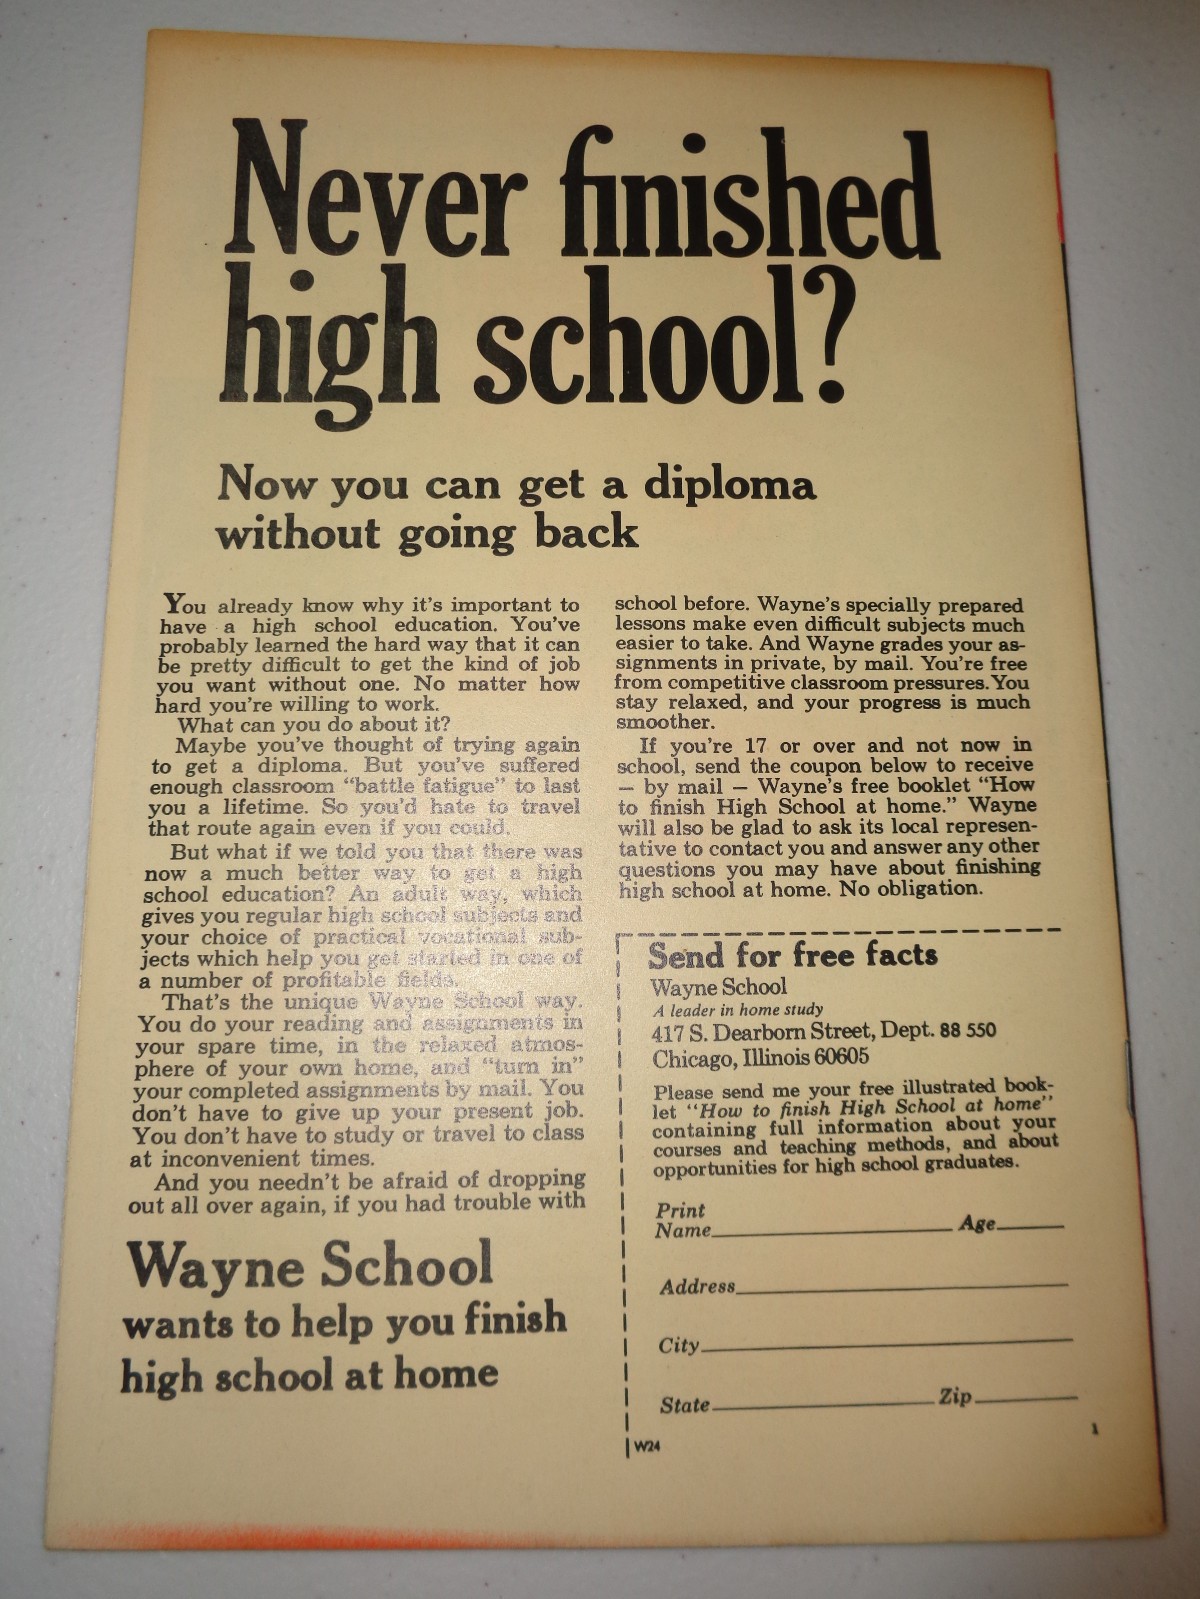 Never finished
high school?
Now you can get a diploma
without going back
You already know why it's important to
have a high school education. You've
probably learned the hard way that it can
be pretty difficult to get the kind of job
you want without one. No matter how
hard you're willing to work.
What can you do about it?
Maybe you've thought of trying again
to get a diploma. But you've suffered
enough classroom "battle fatigue" to last
you a lifetime. So you'd hate to travel
that route again even if you could.
But what if we told you that there was
now a much better way to get a high
school education? An adult way, which
gives you regular high school subjects and
your choice of practical vocational sub-
jects which help you get started in one of
a number of profitable fields.
That's the unique Wayne School way.
You do your reading and assignments in
your spare time, in the relaxed atmos-
phere of your own home, and "turn in"
your completed assignments by mail. You
don't have to give up your present job.
You don't have to study or travel to class
at inconvenient times.
And you needn't be afraid of dropping
out all over again, if you had trouble with
school before. Wayne's specially prepared
lessons make even difficult subjects much
easier to take. And Wayne grades your as-
signments in private, by mail. You're free
from competitive classroom pressures. You
stay relaxed, and your progress is much
smoother.
If you're 17 or over and not now in
school, send the coupon below to receive
— by mail — Wayne's free booklet "How
to finish High School at home." Wayne
will also be glad to ask its local represen-
tative to contact you and answer any other
questions you may have about finishing
high school at home. No obligation.
Wayne School
wants to help you finish
high school at home
Send for free facts
Wayne School
A leader in home study
417 S. Dearborn Street, Dept. 88 550
Chicago, Illinois 60605
Please send me your free illustrated book-
let "How to finish High School at home"
containing full information about your
courses and teaching methods, and about
opportunities for high school graduates.
Print
Name Age
Address
City
State Zip
W24
1